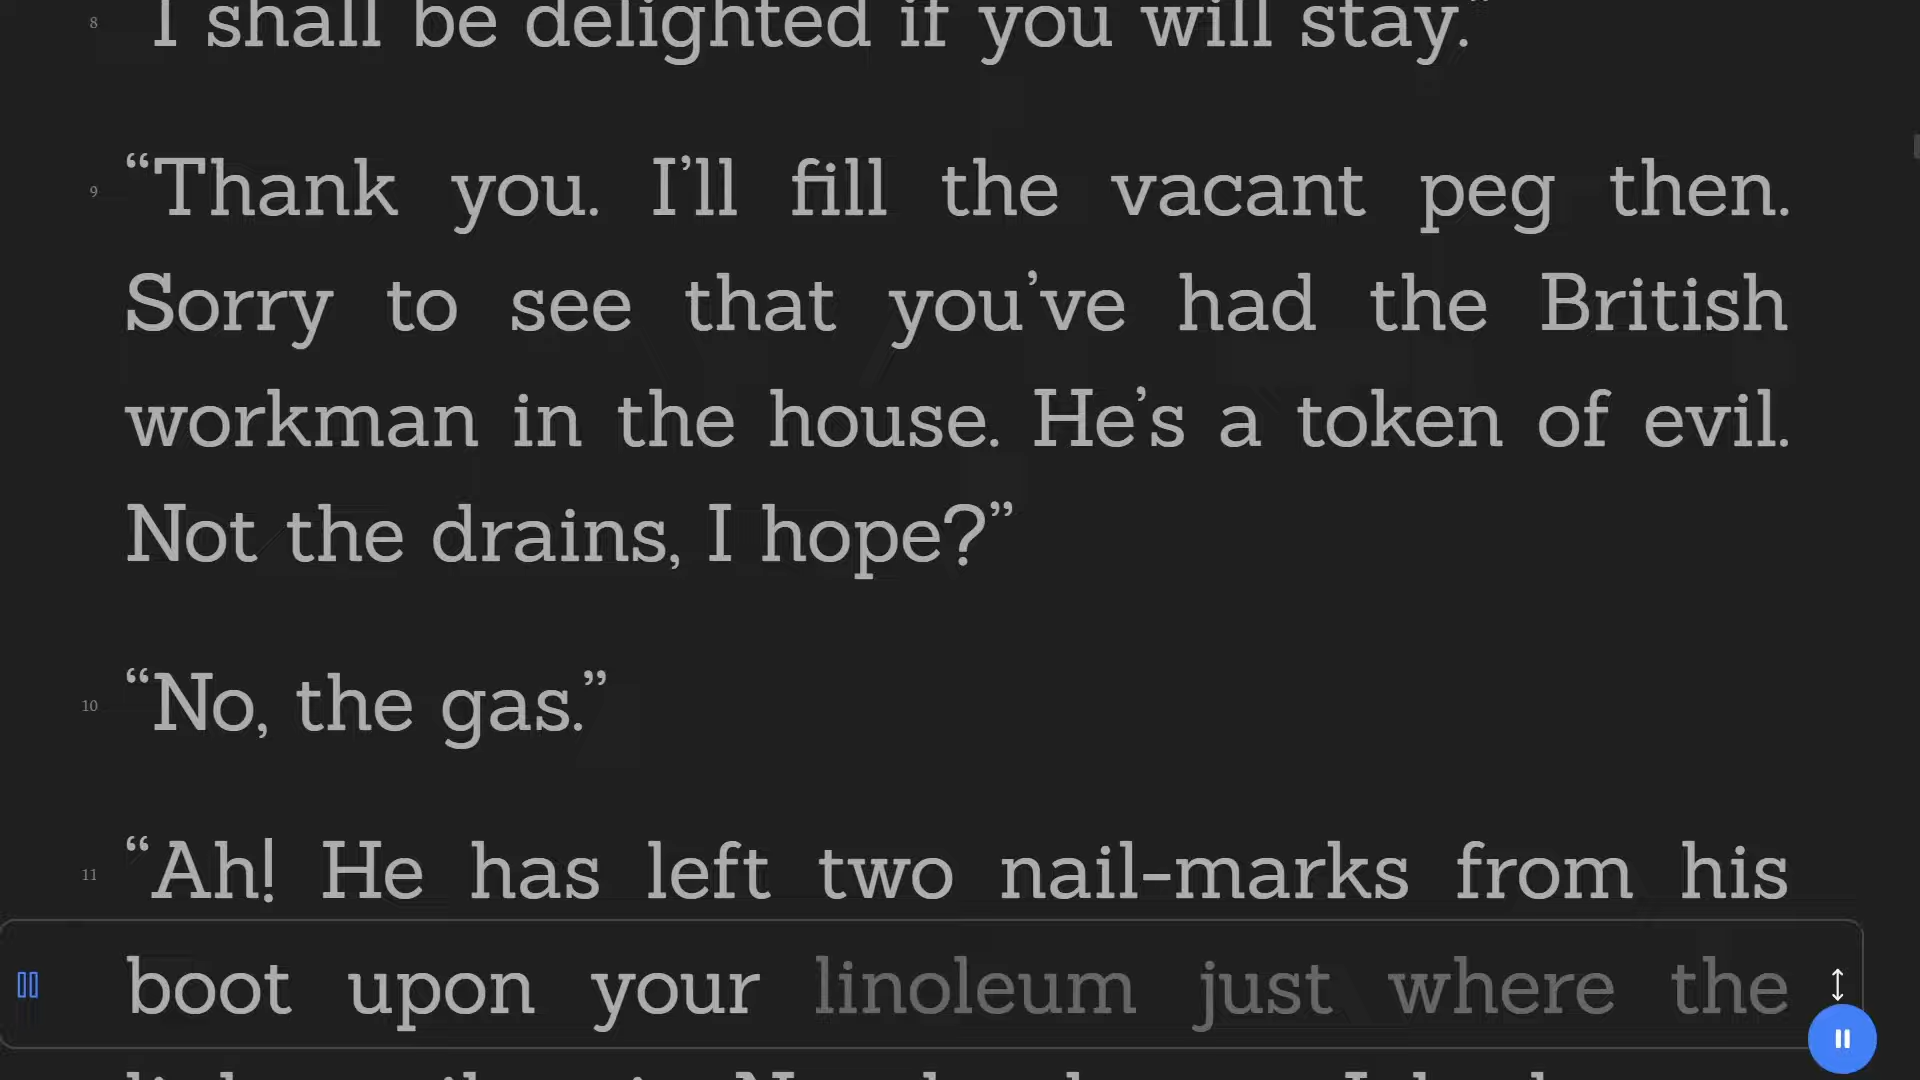 8
I shall be delighted if you will stay.”
9
“Thank you. I’ll fill the vacant peg then.
Sorry to see that you’ve had the British
workman in the house. He’s a token of evil.
Not the drains, I hope?”
10
“No, the gas.”
11
“Ah! He has left two nail-marks from his
boot upon your linoleum just where the